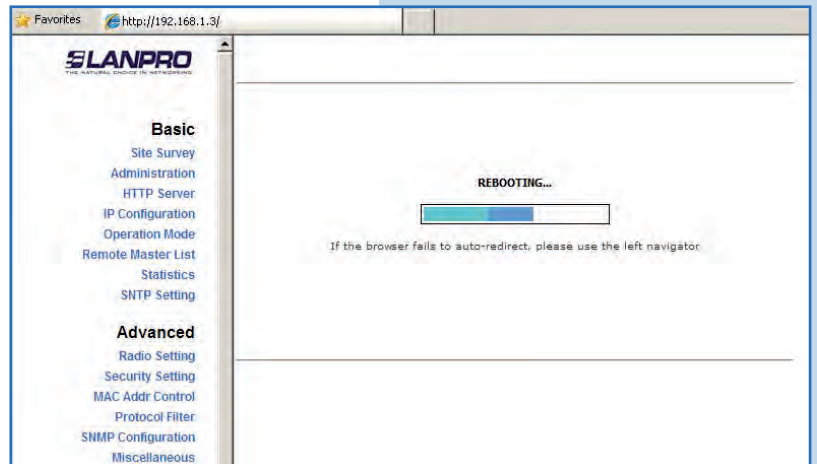 Favorites
http://192.168.1.3/
LANPRO
THE NATURAL CHOICE IN NETWORKING
Basic
Site Survey
Administration
HTTP Server
IP Configuration
Operation Mode
Remote Master List
Statistics
SNTP Setting
Advanced
Radio Setting
Security Setting
MAC Addr Control
Protocol Filter
SNMP Configuration
Miscellaneous
REBOOTING...
If the browser fails to auto-redirect, please use the left navigator